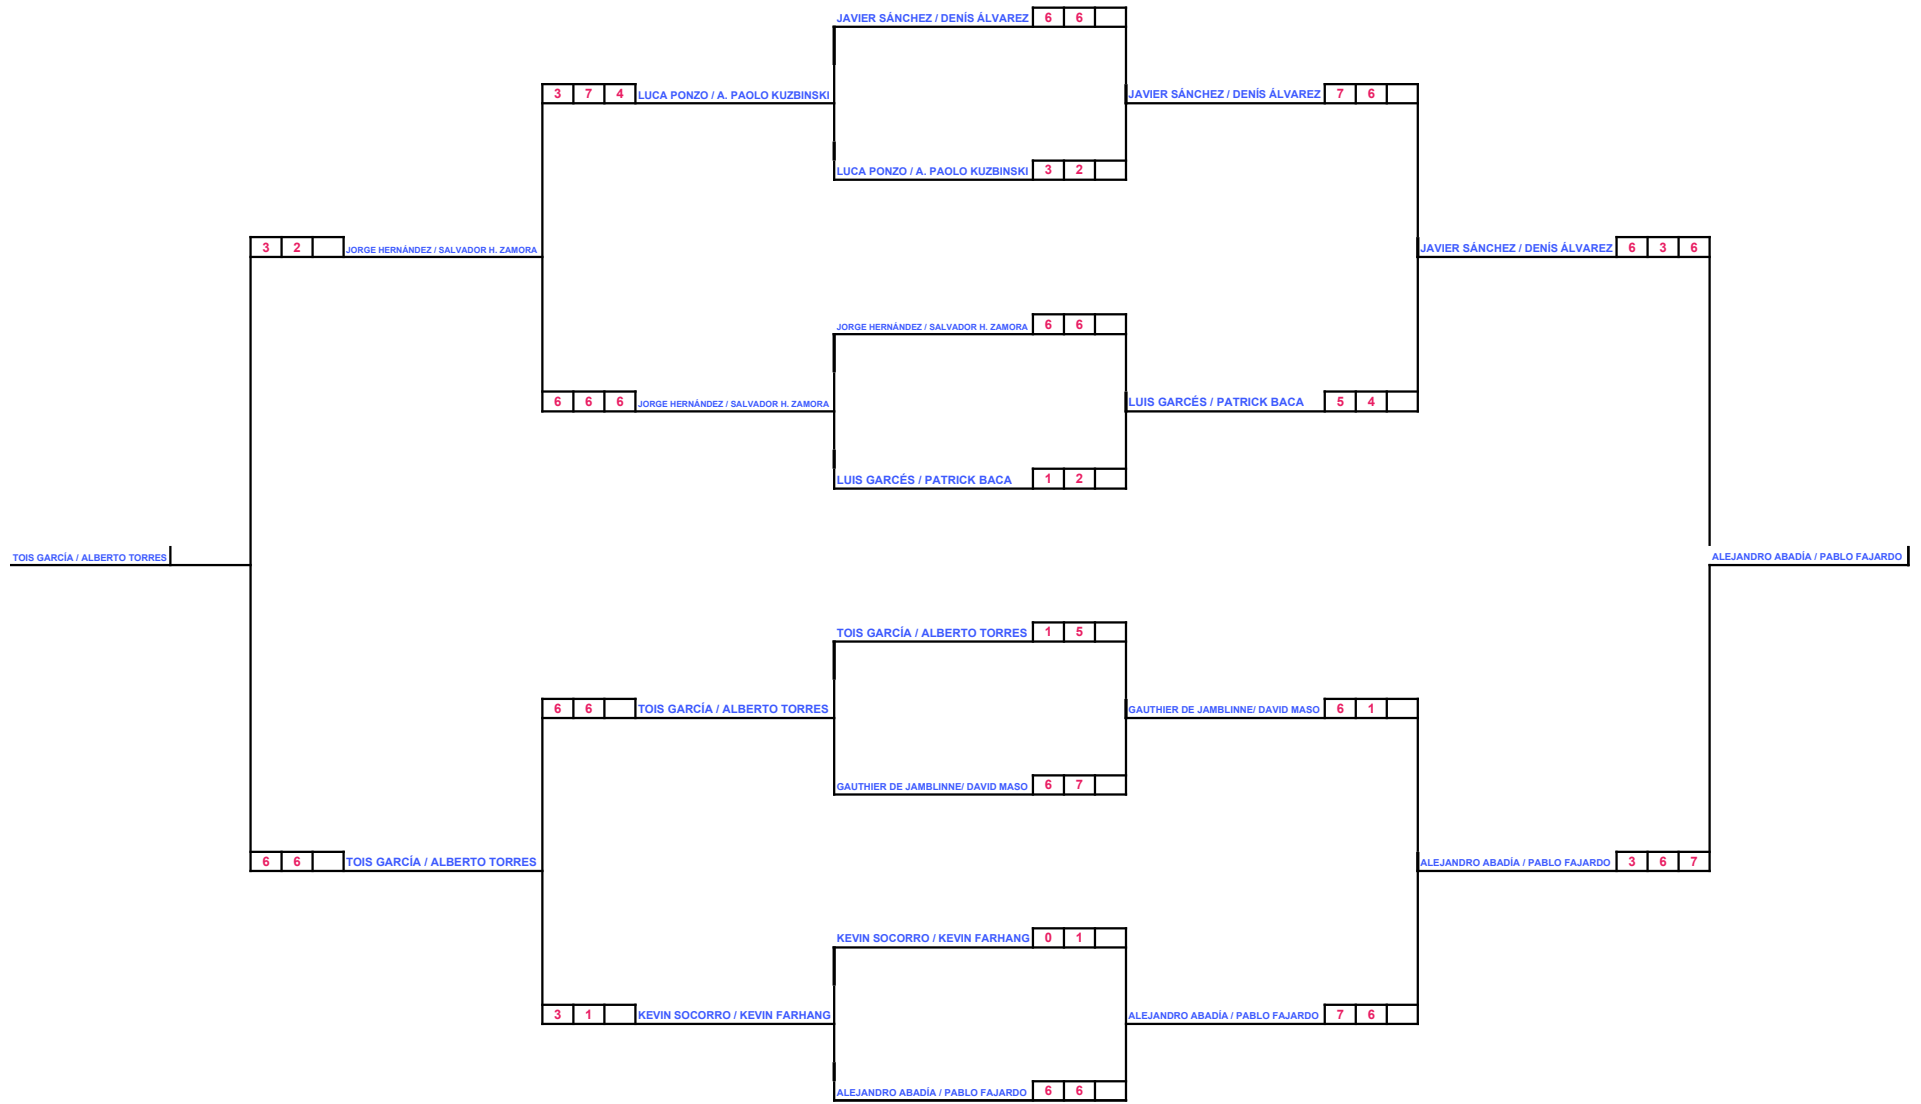 JAVIER SÁNCHEZ / DENÍS ÁLVAREZ 6 6
3 7 4 LUCA PONZO / A. PAOLO KUZBINSKI JAVIER SÁNCHEZ / DENÍS ÁLVAREZ 7 6
LUCA PONZO / A. PAOLO KUZBINSKI 3 2
3 2 JORGE HERNÁNDEZ / SALVADOR H. ZAMORA JAVIER SÁNCHEZ / DENÍS ÁLVAREZ 6 3 6
JORGE HERNÁNDEZ / SALVADOR H. ZAMORA 6 6
6 6 6 JORGE HERNÁNDEZ / SALVADOR H. ZAMORA LUIS GARCÉS / PATRICK BACA 5 4
LUIS GARCÉS / PATRICK BACA 1 2
TOIS GARCÍA / ALBERTO TORRES ALEJANDRO ABADÍA / PABLO FAJARDO
TOIS GARCÍA / ALBERTO TORRES 1 5
6 6 TOIS GARCÍA / ALBERTO TORRES GAUTHIER DE JAMBLINNE/ DAVID MASO 6 1
GAUTHIER DE JAMBLINNE/ DAVID MASO 6 7
6 6 TOIS GARCÍA / ALBERTO TORRES ALEJANDRO ABADÍA / PABLO FAJARDO 3 6 7
KEVIN SOCORRO / KEVIN FARHANG 0 1
3 1 KEVIN SOCORRO / KEVIN FARHANG ALEJANDRO ABADÍA / PABLO FAJARDO 7 6
ALEJANDRO ABADÍA / PABLO FAJARDO 6 6